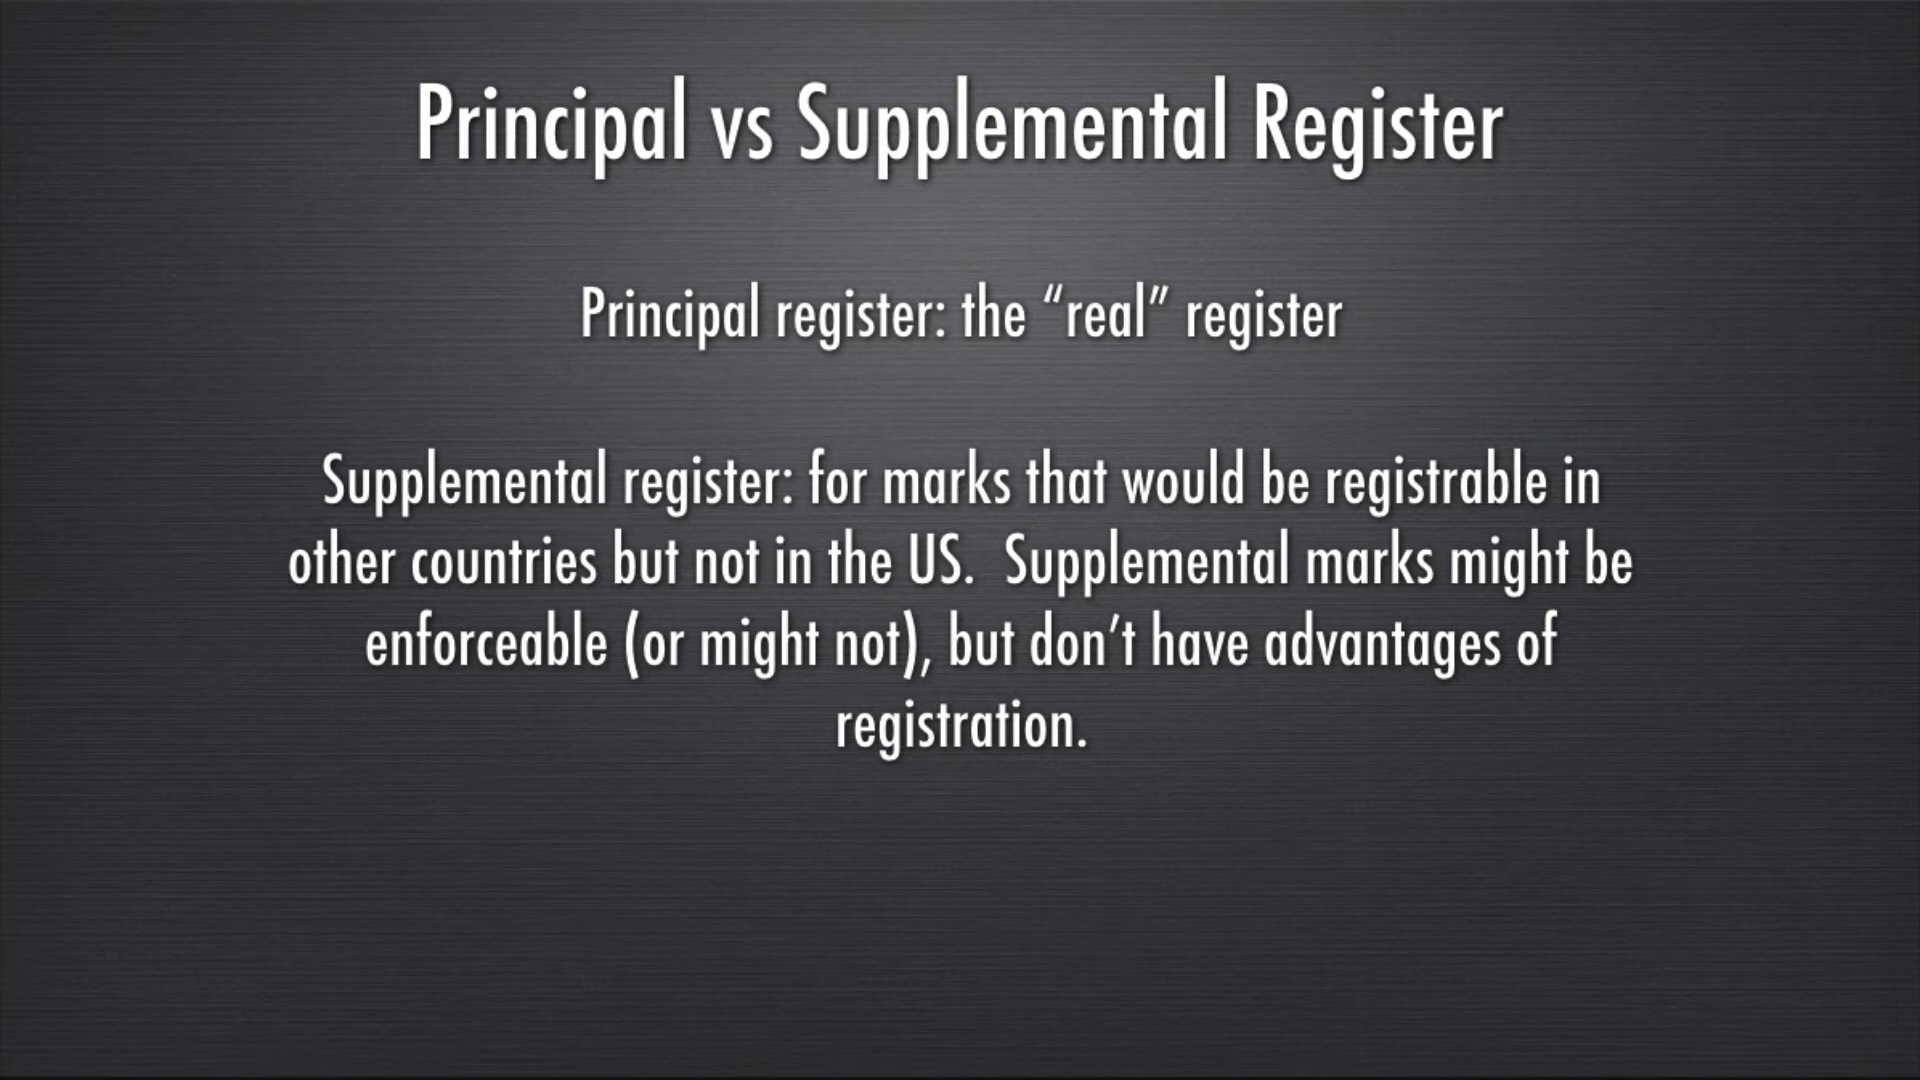 Principal vs Supplemental Register
Principal register: the “real” register
Supplemental register: for marks that would be registrable in
other countries but not in the US.  Supplemental marks might be
enforceable (or might not), but don’t have advantages of
registration.